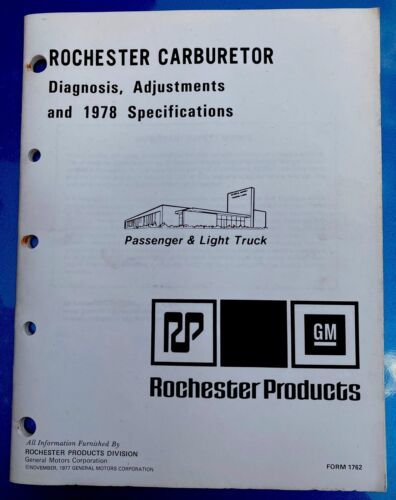 ROCHESTER CARBURETOR
Diagnosis, Adjustments
and 1978 Specifications
Passenger & Light Truck
RP
GM
Rochester Products
All Information Furnished By
ROCHESTER PRODUCTS DIVISION
General Motors Corporation
©NOVEMBER, 1977 GENERAL MOTORS CORPORATION
FORM 1762